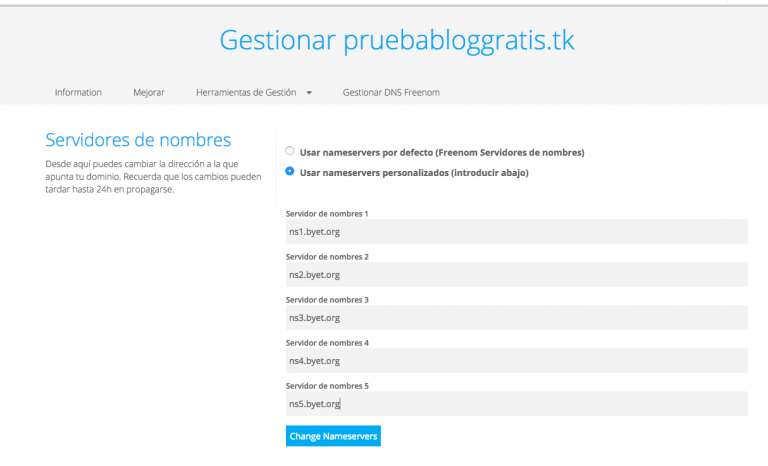 Gestionar pruebabloggratis.tk
Information Mejorar Herramientas de Gestión Gestionar DNS Freenom
Servidores de nombres
Desde aquí puedes cambiar la dirección a la que
apunta tu dominio. Recuerda que los cambios pueden
tardar hasta 24h en propagarse.
Usar nameservers por defecto (Freenom Servidores de nombres)
Usar nameservers personalizados (introducir abajo)
Servidor de nombres 1
ns1.byet.org
Servidor de nombres 2
ns2.byet.org
Servidor de nombres 3
ns3.byet.org
Servidor de nombres 4
ns4.byet.org
Servidor de nombres 5
ns5.byet.org
Change Nameservers